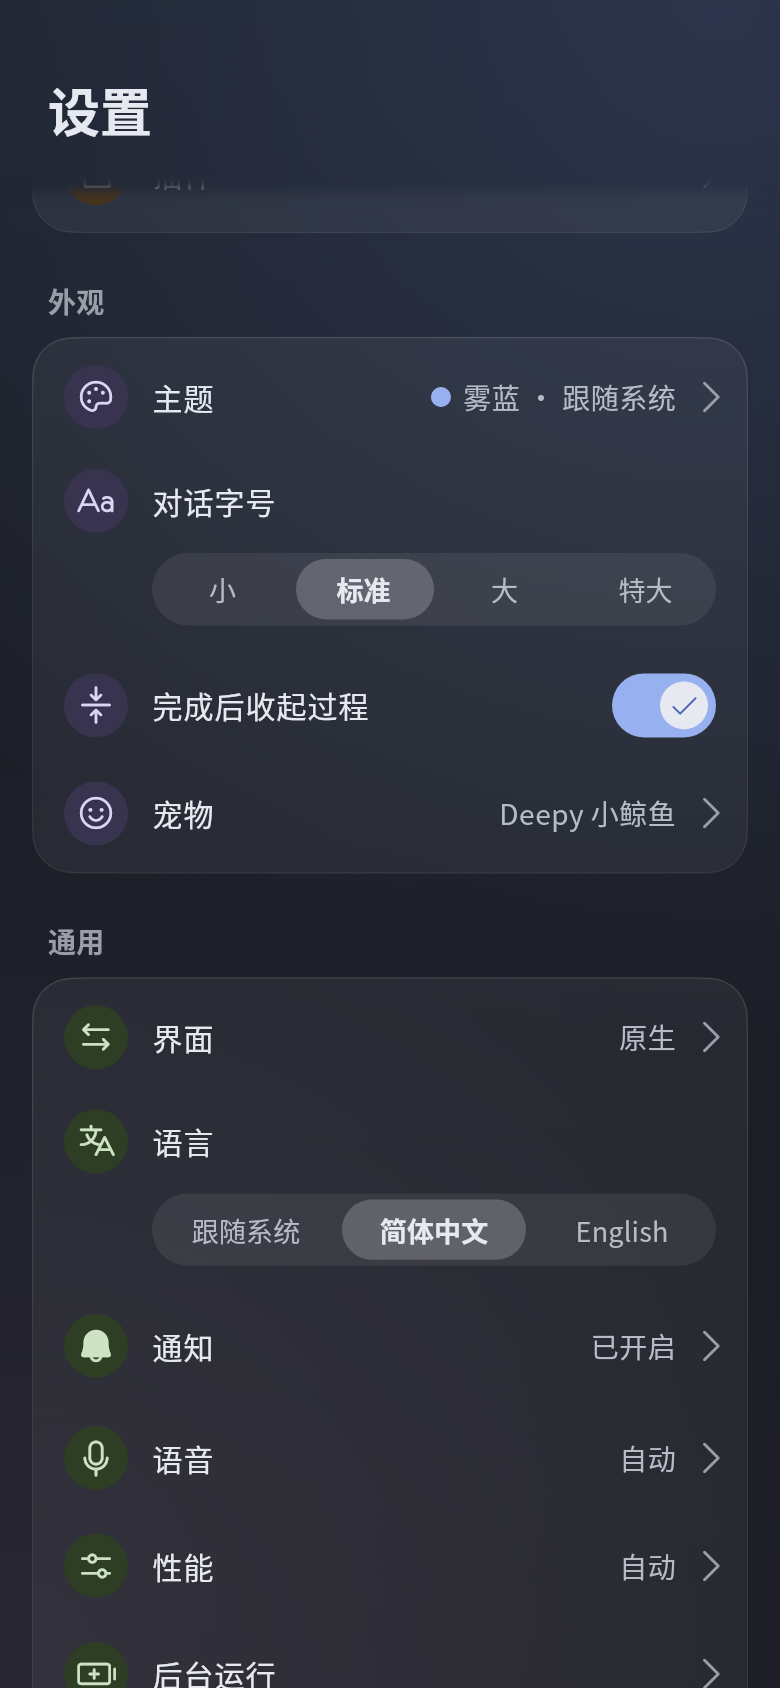 设置
外观
主题
雾蓝 · 跟随系统
Aa
对话字号
小 标准 大 特大
完成后收起过程
宠物
Deepy 小鲸鱼
通用
界面
原生
语言
跟随系统 简体中文 English
通知
已开启
语音
自动
性能
自动
后台运行